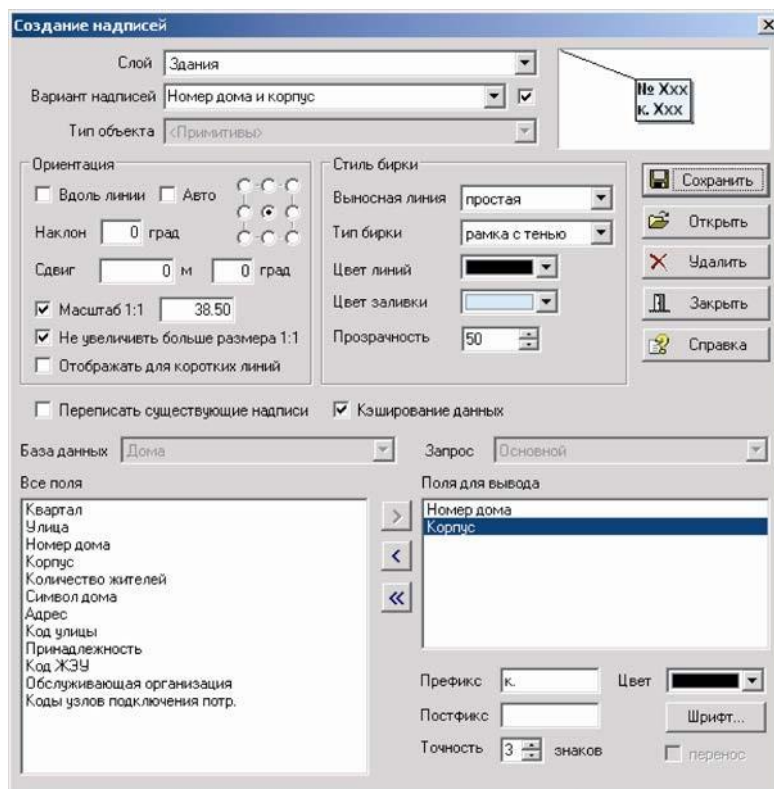 Создание надписей
Слой Здания
№ Xxx
к. Xxx
Вариант надписей Номер дома и корпус
Тип объекта <Примитивы>
Ориентация
Вдоль линии Авто
Наклон 0 град
Сдвиг 0 м 0 град
Масштаб 1:1 38.50
Не увеличивть больше размера 1:1
Отображать для коротких линий
Стиль бирки
Выносная линия простая
Тип бирки рамка с тенью
Цвет линий
Цвет заливки
Прозрачность 50
Сохранить
Открыть
Удалить
Закрыть
Справка
Переписать существующие надписи Кэширование данных
База данных Дома Запрос Основной
Все поля
Квартал
Улица
Номер дома
Корпус
Количество жителей
Символ дома
Адрес
Код улицы
Принадлежность
Код ЖЭУ
Обслуживающая организация
Коды узлов подключения потр.
>
<
<<
Поля для вывода
Номер дома
Корпус
Префикс к. Цвет
Постфикс Шрифт...
Точность 3 знаков перенос